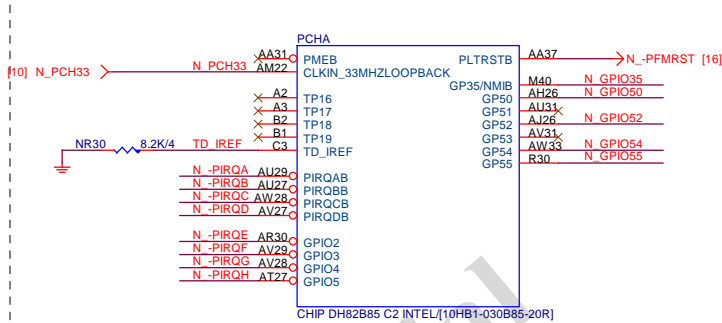 PCHA
AA31 PMEB PLTRSTB AA37 N_-PFMRST [16]
[10] N_PCH33 N_PCH33 AM22 CLKIN_33MHZLOOPBACK
GP35/NMIB M40 N_GPIO35
A2 TP16 GP50 AH26 N_GPIO50
A3 TP17 GP51 AU31
B2 TP18 GP52 AJ26 N_GPIO52
B1 TP19 GP53 AV31
NR30 8.2K/4 TD_IREF C3 TD_IREF GP54 AW33 N_GPIO54
GP55 R30 N_GPIO55
N_-PIRQA AU29 PIRQAB
N_-PIRQB AU27 PIRQBB
N_-PIRQC AW28 PIRQCB
N_-PIRQD AV27 PIRQDB
N_-PIRQE AR30 GPIO2
N_-PIRQF AV29 GPIO3
N_-PIRQG AV28 GPIO4
N_-PIRQH AT27 GPIO5
CHIP DH82B85 C2 INTEL/[10HB1-030B85-20R]